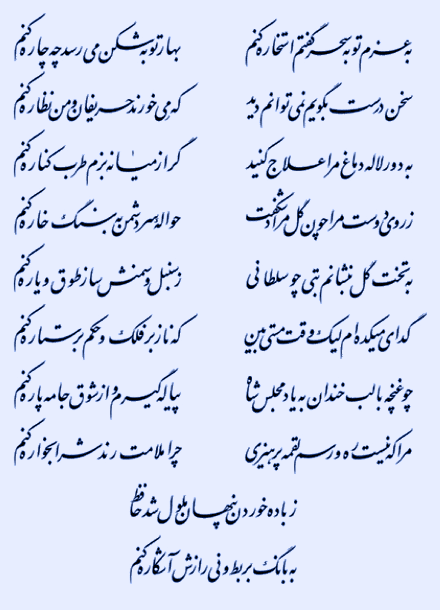 به عزم توبه سحر گفتم استخاره کنم بهار توبه شکن می رسد چه چاره کنم
سخن درست بگویم نمی توانم دید که می خورند حریفان و من نظاره کنم
به دور لاله دماغ مرا علاج کنید گر از میانه بزم طرب کناره کنم
ز روی دوست مرا چون گل مراد شکفت حواله سر دشمن به سنگ خاره کنم
به تخت گل بنشانم بتی چو سلطانی ز سنبل و سمنش ساز طوق و یاره کنم
گدای میکده ام لیک وقت مستی بین که ناز بر فلک و حکم بر ستاره کنم
چو غنچه با لب خندان به یاد مجلس شاه پیاله گیرم و از شوق جامه پاره کنم
مرا که نیست ره و رسم لقمه پرهیزی چرا ملامت رند شرابخواره کنم
ز باده خوردن پنهان ملول شد حافظ
به بانگ بربط و نی رازش آشکاره کنم